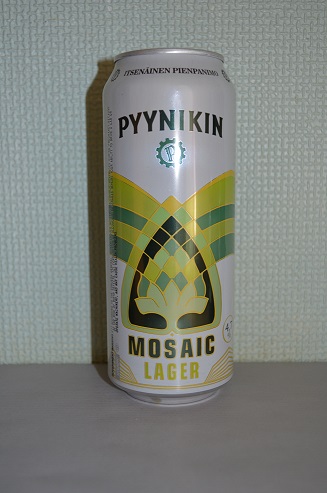 ITSENÄINEN PIENPANIMO
PYYNIKIN
P
MOSAIC
LAGER